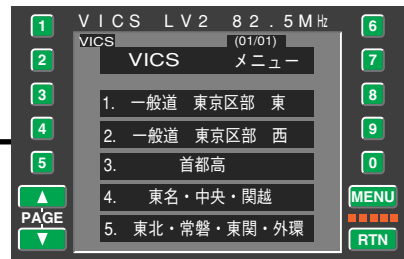 VICS LV2 82.5MHz
VICS (01/01)
VICS メニュー
1 6
2 7
3 8
4 9
5 0
1. 一般道 東京区部 東
2. 一般道 東京区部 西
3. 首都高
4. 東名・中央・関越
5. 東北・常磐・東関・外環
▲ MENU
PAGE
▼ RTN